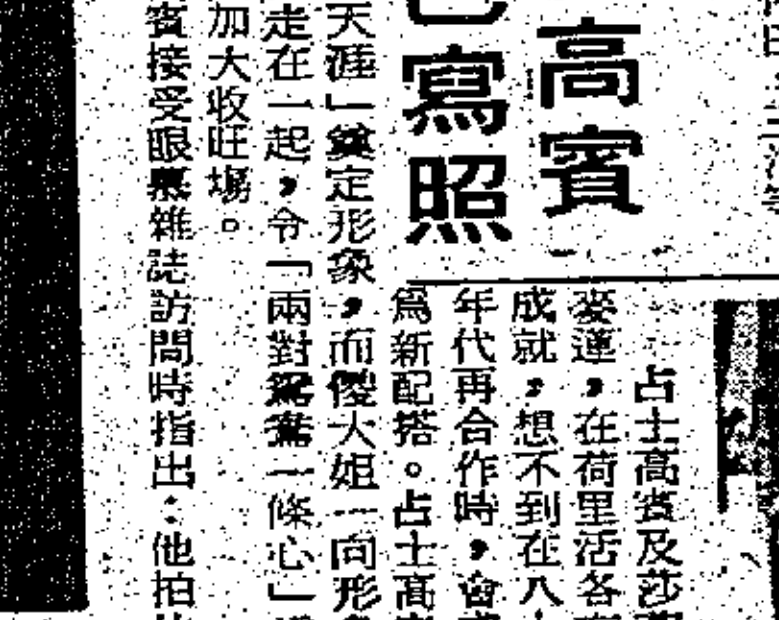 高賓
寫照
占士高賓及莎
麥蓮，在荷里活各
成就，想不到在八
年代再合作時，會
爲新配搭。占士高
天涯」鎮定形象，而傻大姐一向形
走在一起，令「兩對鴛鴦一條心」
加大收旺場。
賓接受眼幕雜誌訪問時指出：他拍